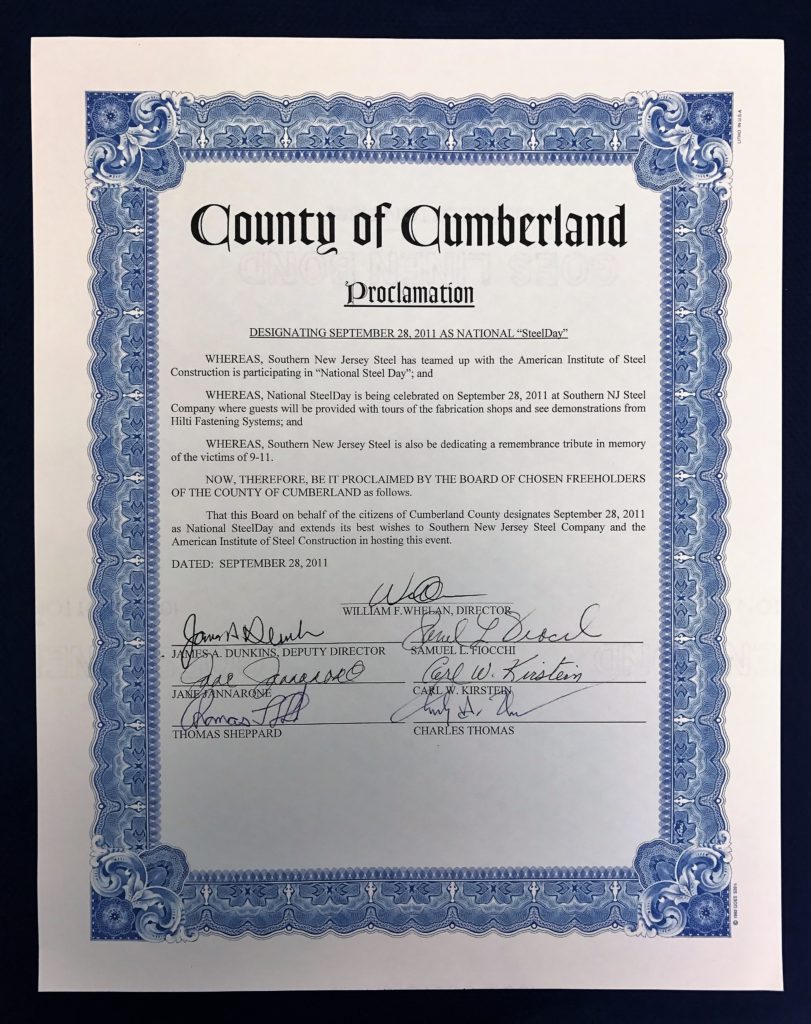 LITHO IN U.S.A.
County of Cumberland
Proclamation
DESIGNATING SEPTEMBER 28, 2011 AS NATIONAL "SteelDay"
WHEREAS, Southern New Jersey Steel has teamed up with the American Institute of Steel
Construction is participating in "National Steel Day"; and
WHEREAS, National SteelDay is being celebrated on September 28, 2011 at Southern NJ Steel
Company where guests will be provided with tours of the fabrication shops and see demonstrations from
Hilti Fastening Systems; and
WHEREAS, Southern New Jersey Steel is also be dedicating a remembrance tribute in memory
of the victims of 9-11.
NOW, THEREFORE, BE IT PROCLAIMED BY THE BOARD OF CHOSEN FREEHOLDERS
OF THE COUNTY OF CUMBERLAND as follows.
That this Board on behalf of the citizens of Cumberland County designates September 28, 2011
as National SteelDay and extends its best wishes to Southern New Jersey Steel Company and the
American Institute of Steel Construction in hosting this event.
DATED: SEPTEMBER 28, 2011
WILLIAM F. WHELAN, DIRECTOR
JAMES A. DUNKINS, DEPUTY DIRECTOR SAMUEL L. FIOCCHI
Jane Jannarone Carl W. Kirstein
JANE JANNARONE CARL W. KIRSTEIN
THOMAS SHEPPARD CHARLES THOMAS